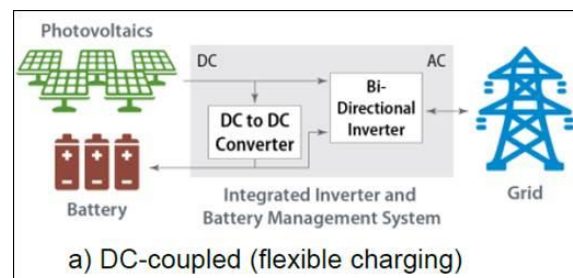 Photovoltaics
DC
AC
Bi-
Directional
Inverter
DC to DC
Converter
Battery
Integrated Inverter and
Battery Management System
Grid
a) DC-coupled (flexible charging)